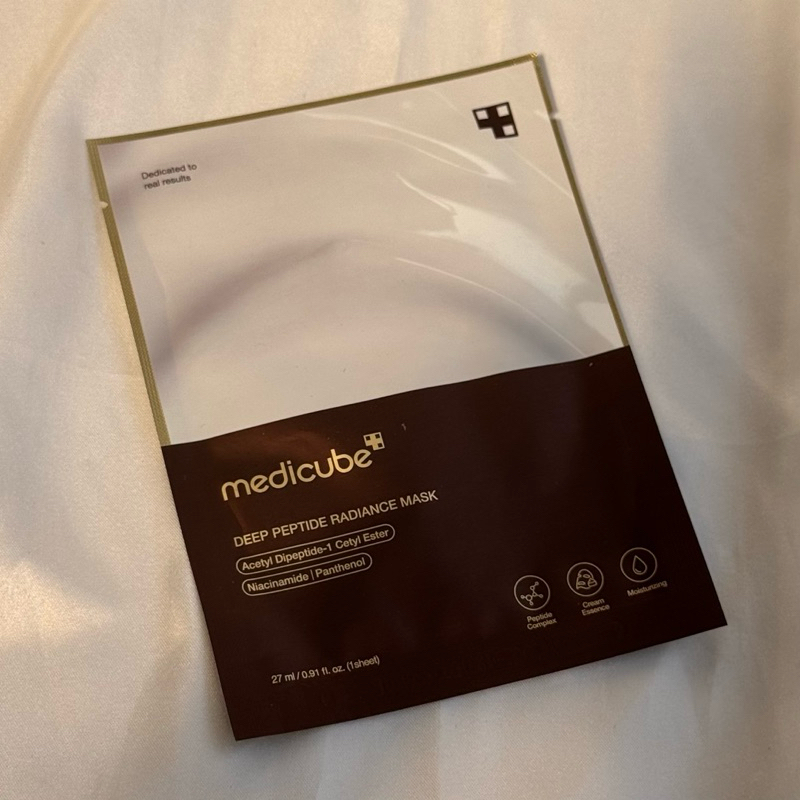 Dedicated to
real results
medicube
DEEP PEPTIDE RADIANCE MASK
Acetyl Dipeptide-1 Cetyl Ester
Niacinamide | Panthenol
Peptide
Complex
Cream
Essence
Moisturizing
27 ml / 0.91 fl. oz. (1sheet)